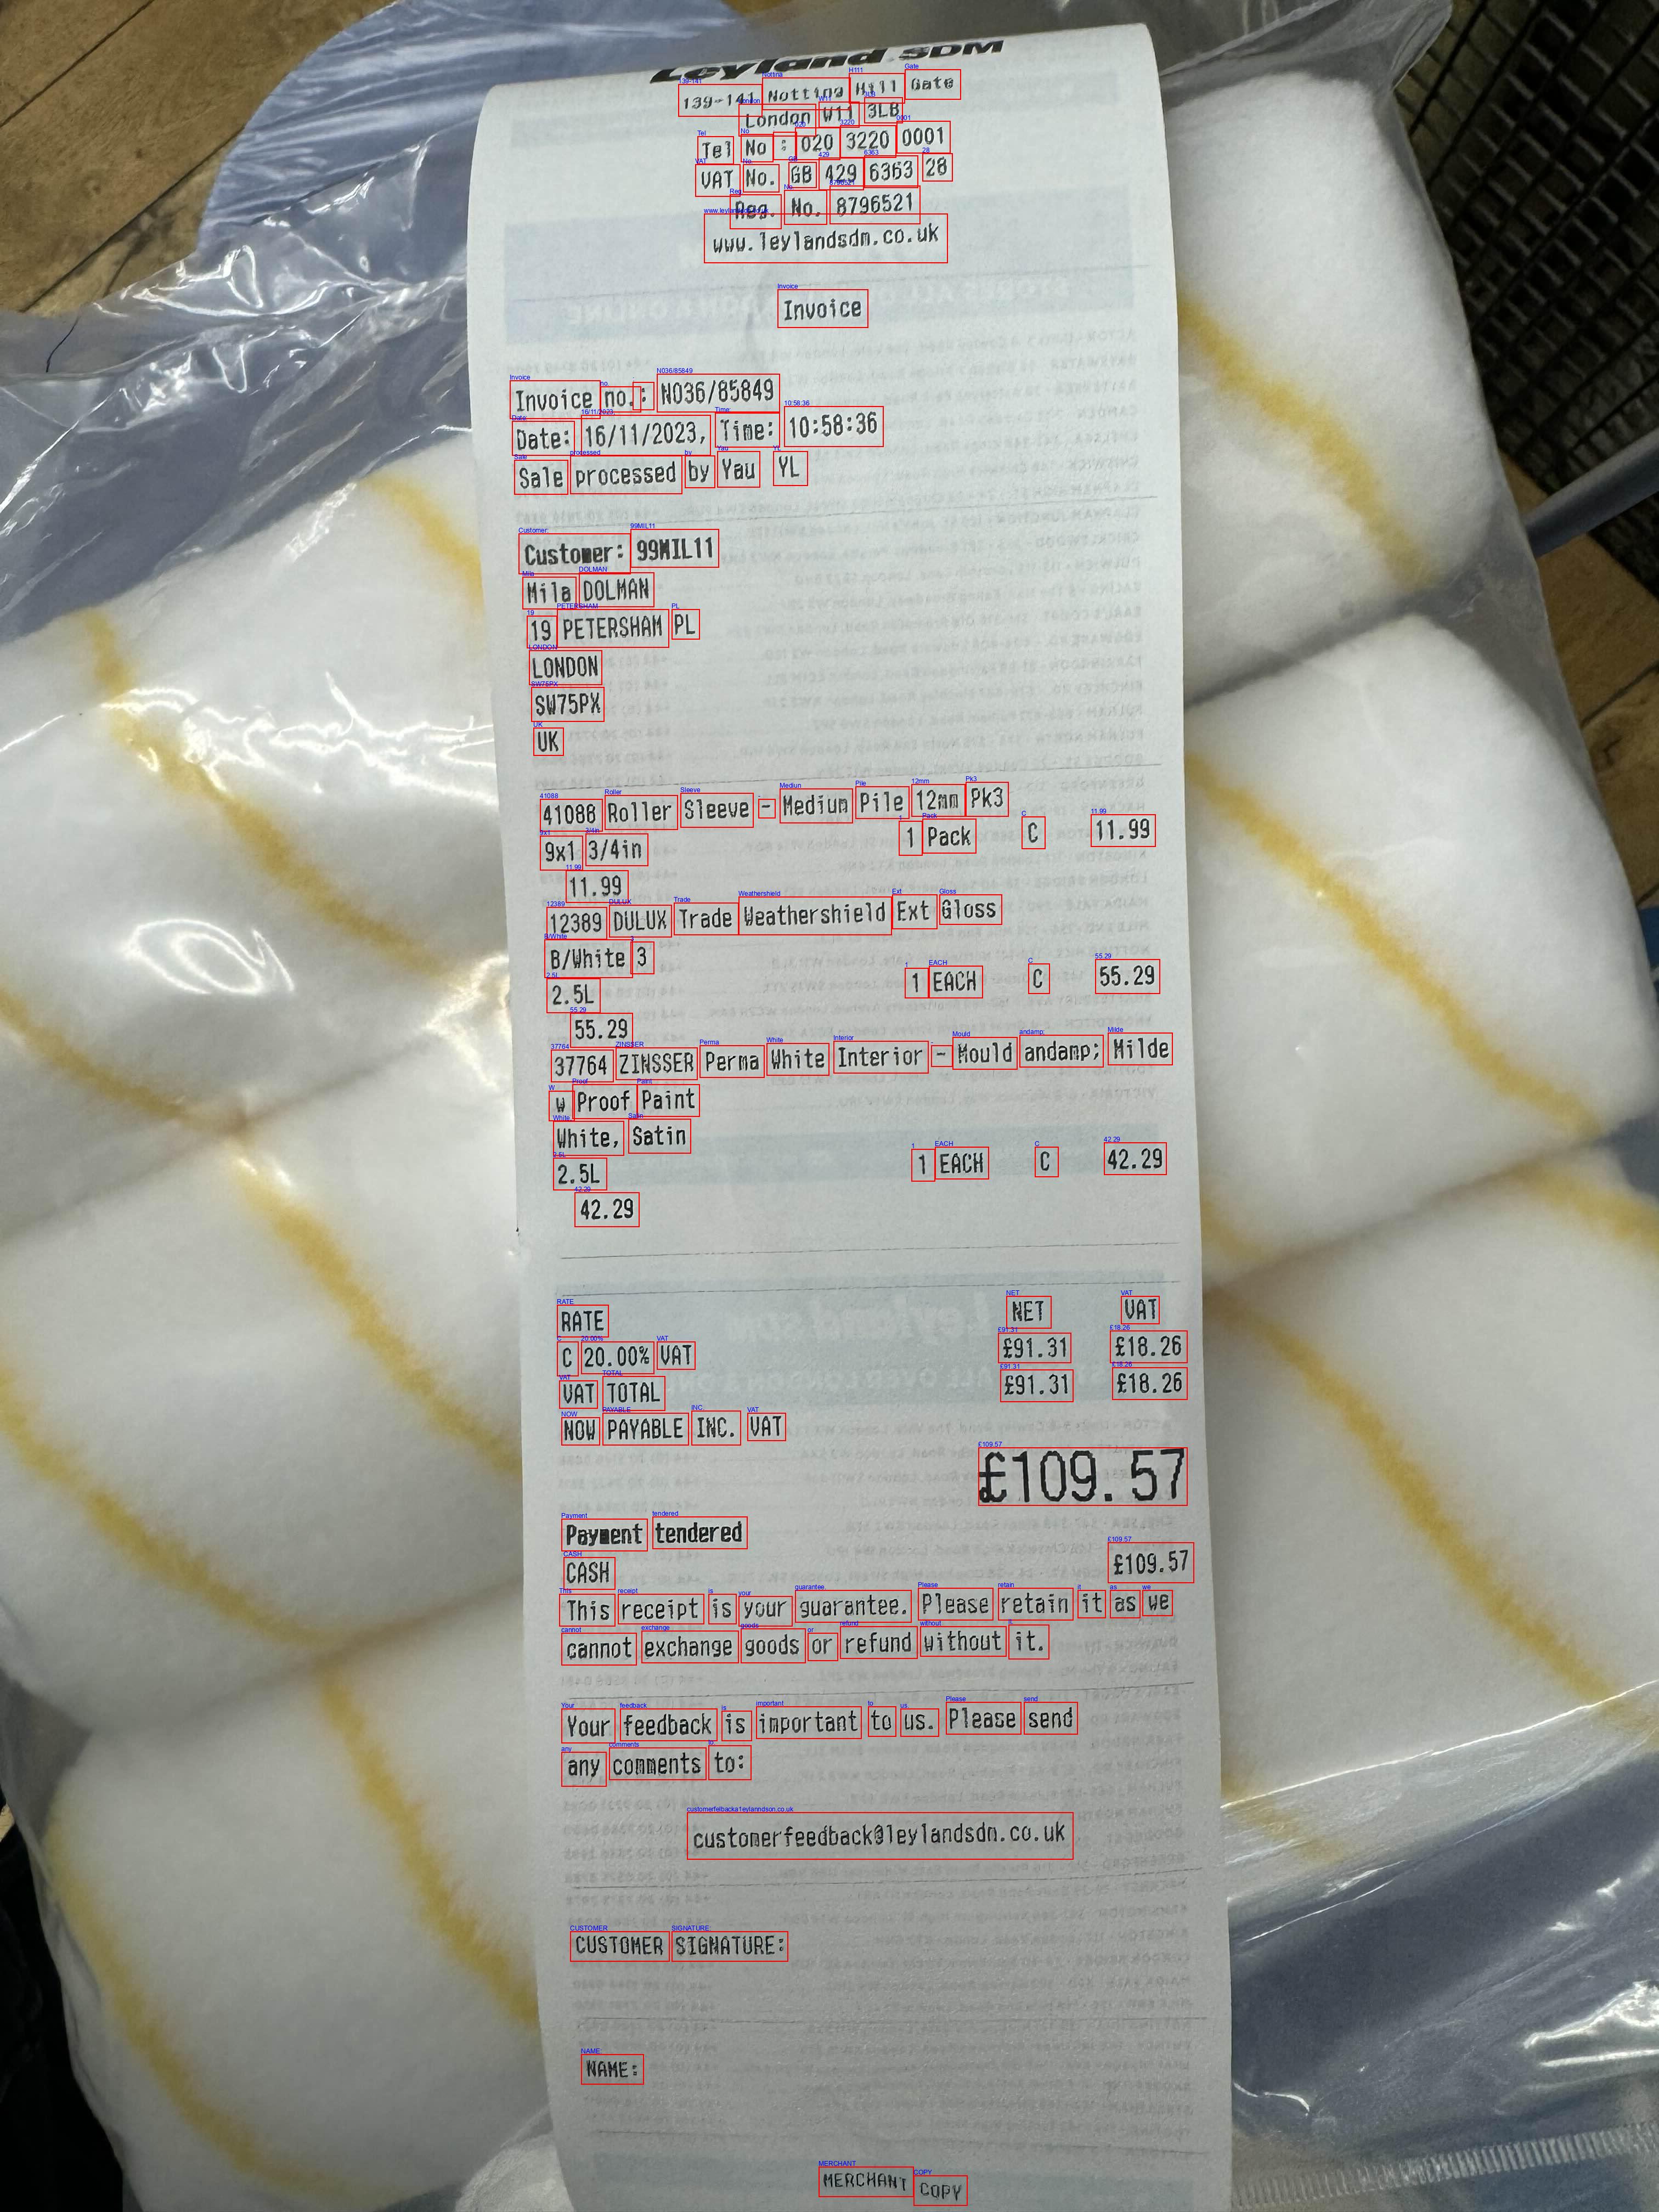 Leyland SDM
139-141 Notting Hill Gate
London W11 3LB
Tel No : 020 3220 0001
VAT No. GB 429 6363 28
Reg. No. 8796521
www.leylandsdm.co.uk
Invoice
Invoice no.: N036/85849
Date: 16/11/2023, Time: 10:58:36
Sale processed by Yau YL
Customer: 99MIL11
Mila DOLMAN
19 PETERSHAM PL
LONDON
SW75PX
UK
41088 Roller Sleeve - Medium Pile 12mm Pk3
9x1 3/4in 1 Pack C 11.99
11.99
12389 DULUX Trade Weathershield Ext Gloss
B/White 3
2.5L 1 EACH C 55.29
55.29
37764 ZINSSER Perma White Interior - Mould andamp; Milde
w Proof Paint
White, Satin
2.5L 1 EACH C 42.29
42.29
RATE NET VAT
C 20.00% VAT £91.31 £18.26
VAT TOTAL £91.31 £18.26
NOW PAYABLE INC. VAT
£109.57
Payment tendered
CASH £109.57
This receipt is your guarantee. Please retain it as we
cannot exchange goods or refund without it.
Your feedback is important to us. Please send
any comments to:
customerfeedback@leylandsdm.co.uk
CUSTOMER SIGNATURE:
NAME:
MERCHANT COPY